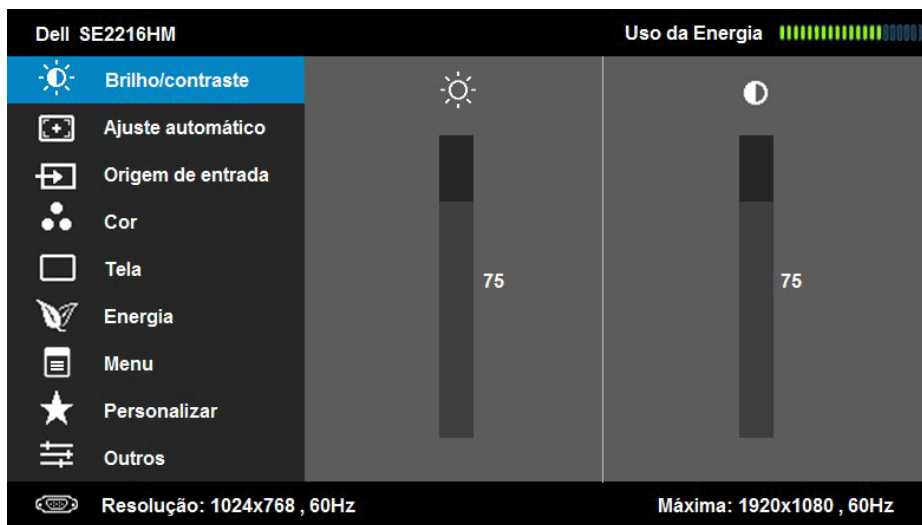 Dell SE2216HM
Uso da Energia
Brilho/contraste
Ajuste automático
Origem de entrada
Cor
Tela
75
75
Energia
Menu
Personalizar
Outros
Resolução: 1024x768 , 60Hz
Máxima: 1920x1080 , 60Hz